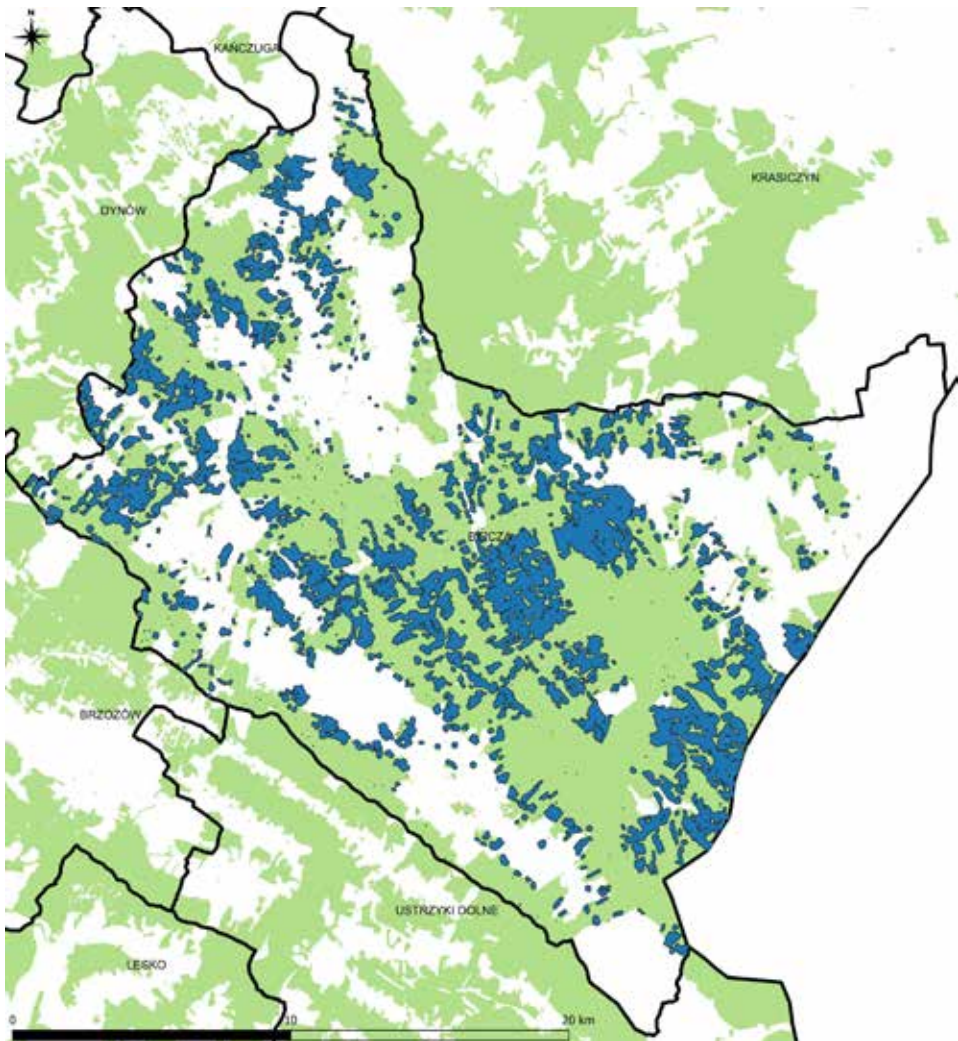 N
KAŃCZUGA
KRASICZYN
DYNÓW
BIRCZA
BRZOZÓW
USTRZYKI DOLNE
LESKO
0 10 20 km